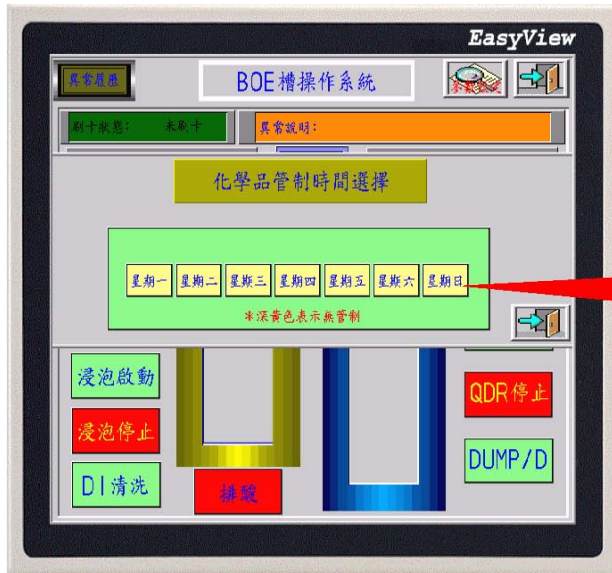 EasyView
異常履歷
BOE槽操作系統
刷卡狀態： 未刷卡
異常說明：
化學品管制時間選擇
星期一 星期二 星期三 星期四 星期五 星期六 星期日
*深黃色表示無管制
浸泡啟動
QDR停止
浸泡停止
DUMP/D
DI清洗
排酸